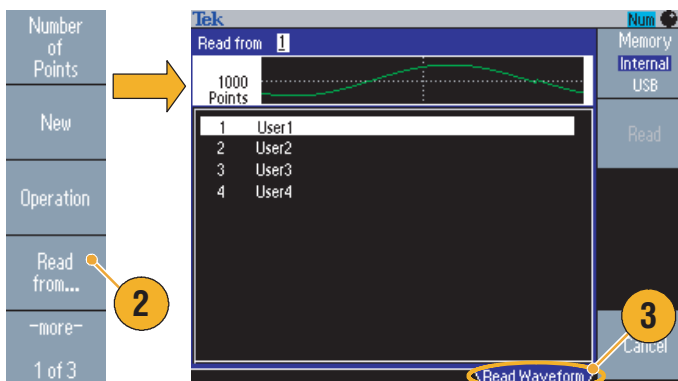 Number
of
Points
New
Operation
Read
from...
-more-
1 of 3
2
Tek
Num
Read from 1
1000
Points
1 User1
2 User2
3 User3
4 User4
Memory
Internal
USB
Read
3
Cancel
Read Waveform